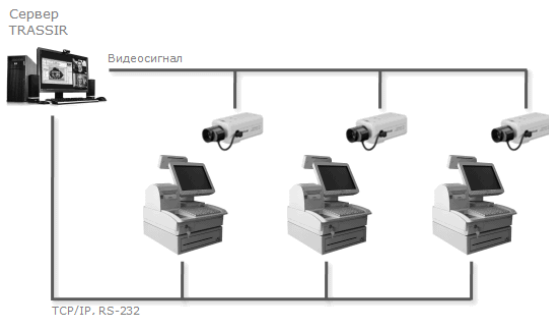 Сервер
TRASSIR
Видеосигнал
TCP/IP, RS-232